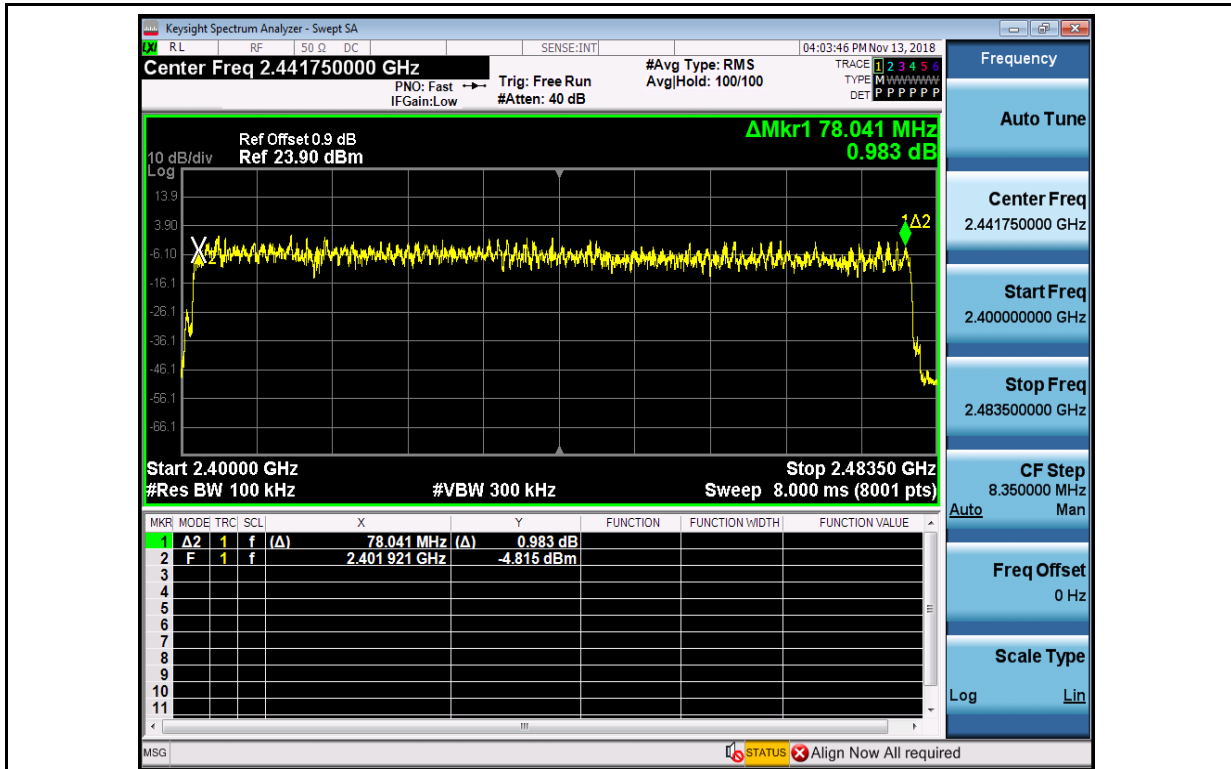 Keysight Spectrum Analyzer - Swept SA
LXI RL RF 50 Ω DC SENSE:INT 04:03:46 PM Nov 13, 2018
Center Freq 2.441750000 GHz
PNO: Fast
IFGain:Low
Trig: Free Run
#Atten: 40 dB
#Avg Type: RMS
Avg|Hold: 100/100
TRACE 1 2 3 4 5 6
TYPE M WWWWW
DET P P P P P P
ΔMkr1 78.041 MHz
0.983 dB
Ref Offset 0.9 dB
10 dB/div Ref 23.90 dBm
Log
13.9
3.90
-6.10
-16.1
-26.1
-36.1
-46.1
-56.1
-66.1
1Δ2
2
Start 2.40000 GHz Stop 2.48350 GHz
#Res BW 100 kHz #VBW 300 kHz Sweep 8.000 ms (8001 pts)
MKR MODE TRC SCL X Y FUNCTION FUNCTION WIDTH FUNCTION VALUE
1 Δ2 1 f (Δ) 78.041 MHz (Δ) 0.983 dB
2 F 1 f 2.401 921 GHz -4.815 dBm
3
4
5
6
7
8
9
10
11
MSG STATUS Align Now All required
Frequency
Auto Tune
Center Freq
2.441750000 GHz
Start Freq
2.400000000 GHz
Stop Freq
2.483500000 GHz
CF Step
8.350000 MHz
Auto Man
Freq Offset
0 Hz
Scale Type
Log Lin